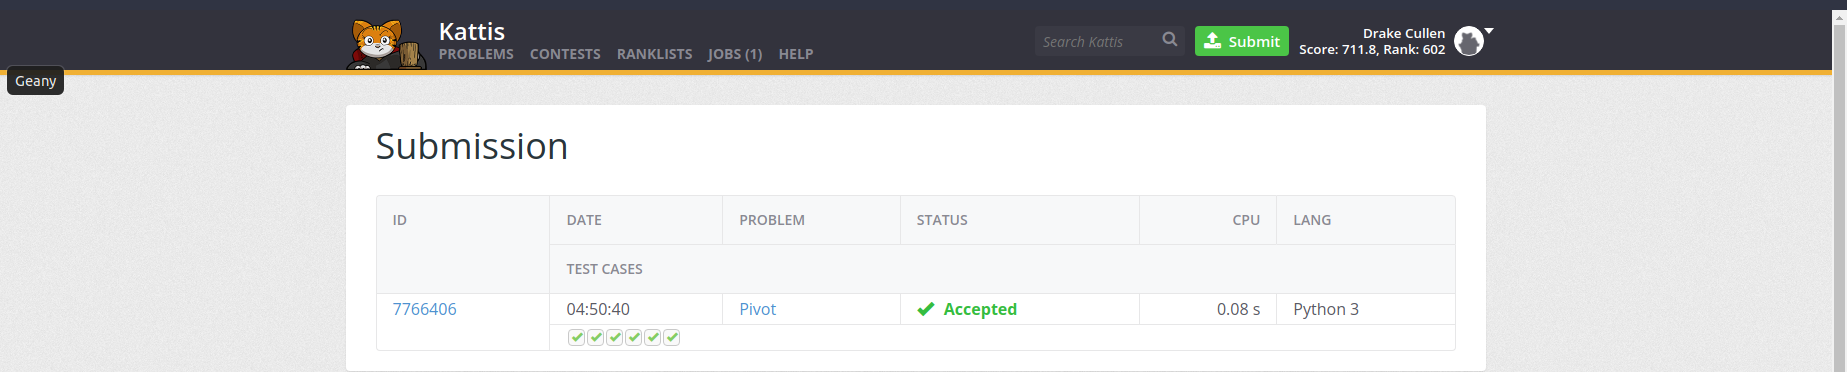 Kattis
PROBLEMS CONTESTS RANKLISTS JOBS (1) HELP
Search Kattis
Submit
Drake Cullen
Score: 711.8, Rank: 602
Geany
Submission
ID DATE PROBLEM STATUS CPU LANG
TEST CASES
7766406 04:50:40 Pivot Accepted 0.08 s Python 3